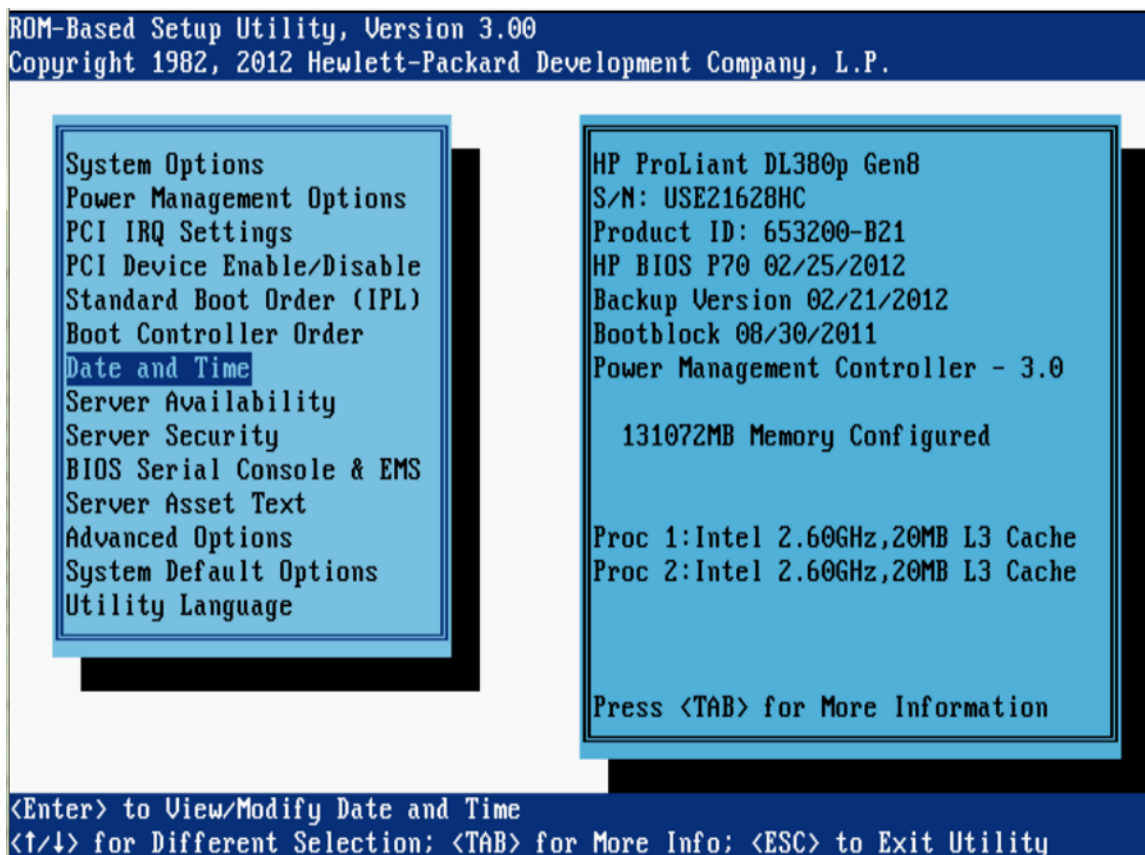 ROM-Based Setup Utility, Version 3.00
Copyright 1982, 2012 Hewlett-Packard Development Company, L.P.
System Options
Power Management Options
PCI IRQ Settings
PCI Device Enable/Disable
Standard Boot Order (IPL)
Boot Controller Order
Date and Time
Server Availability
Server Security
BIOS Serial Console & EMS
Server Asset Text
Advanced Options
System Default Options
Utility Language
HP ProLiant DL380p Gen8
S/N: USE21628HC
Product ID: 653200-B21
HP BIOS P70 02/25/2012
Backup Version 02/21/2012
Bootblock 08/30/2011
Power Management Controller - 3.0
131072MB Memory Configured
Proc 1:Intel 2.60GHz,20MB L3 Cache
Proc 2:Intel 2.60GHz,20MB L3 Cache
Press <TAB> for More Information
<Enter> to View/Modify Date and Time
<↑/↓> for Different Selection; <TAB> for More Info; <ESC> to Exit Utility